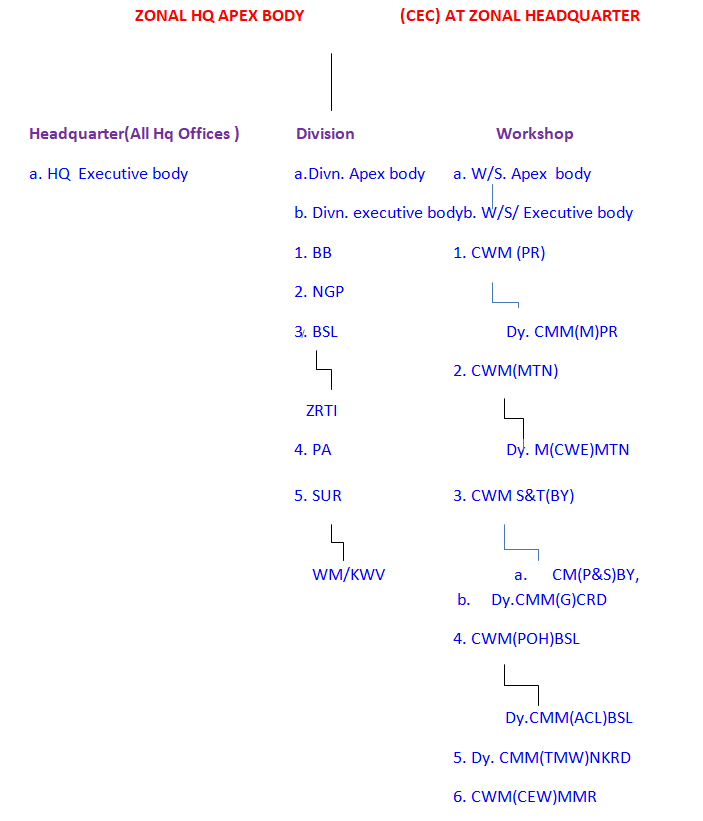 ZONAL HQ APEX BODY (CEC) AT ZONAL HEADQUARTER
Headquarter(All Hq Offices ) Division Workshop
a. HQ Executive body a.Divn. Apex body a. W/S. Apex body
b. Divn. executive bodyb. W/S/ Executive body
1. BB 1. CWM (PR)
2. NGP
3. BSL Dy. CMM(M)PR
2. CWM(MTN)
ZRTI
4. PA Dy. M(CWE)MTN
5. SUR 3. CWM S&T(BY)
WM/KWV a. CM(P&S)BY,
b. Dy.CMM(G)CRD
4. CWM(POH)BSL
Dy.CMM(ACL)BSL
5. Dy. CMM(TMW)NKRD
6. CWM(CEW)MMR